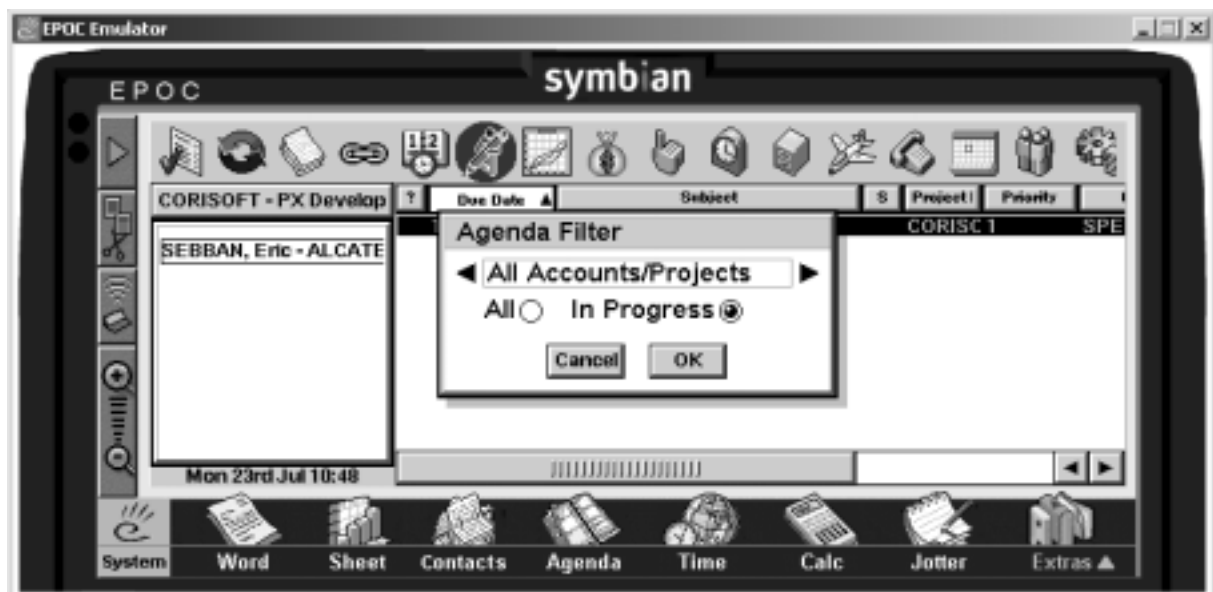 EPOC Emulator
symbian
EPOC
1:2
CORISOFT - PX Develop
? Due Date ▲ Subject S Project Priority
CORISC 1 SPE
SEBBAN, Eric - ALCATE
Agenda Filter
All Accounts/Projects
All In Progress
Cancel OK
Mon 23rd Jul 10:48
System Word Sheet Contacts Agenda Time Calc Jotter Extras ▲